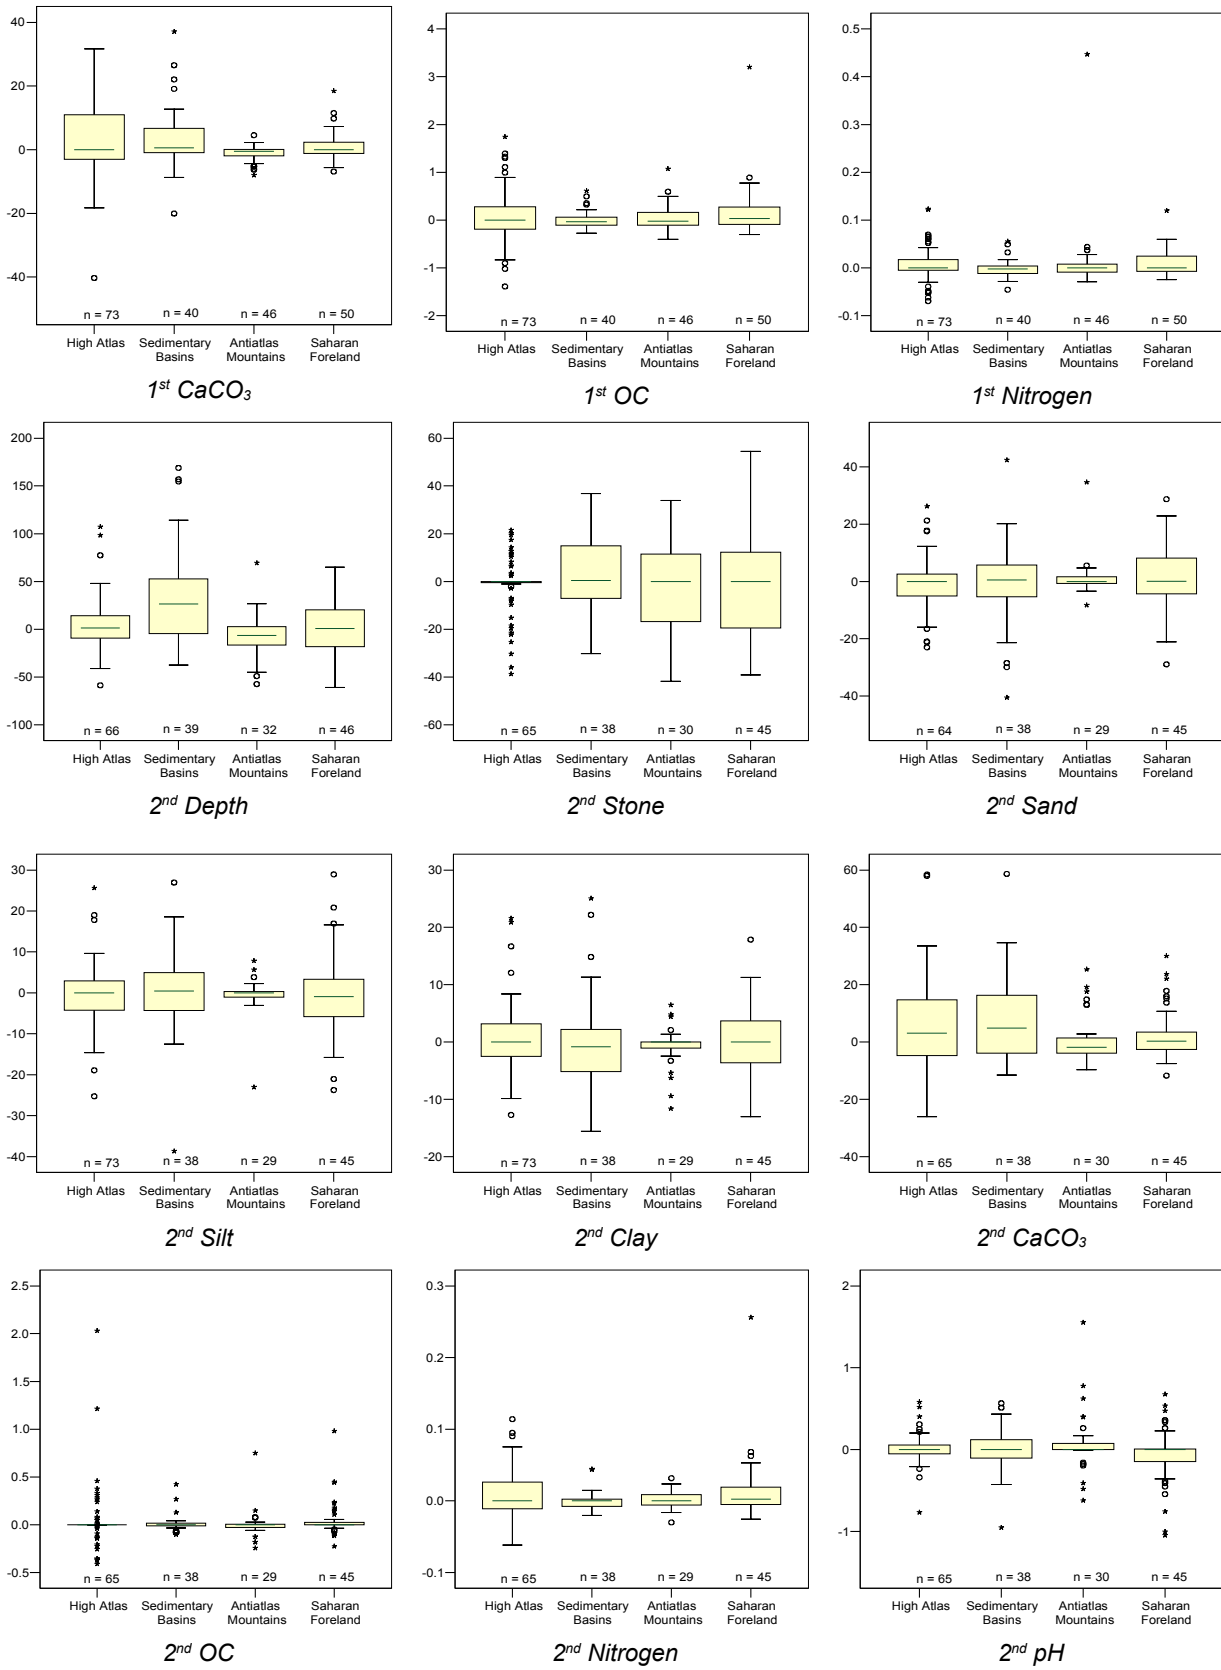 40
20
0
-20
-40
n = 73
n = 40
n = 46
n = 50
High Atlas
Sedimentary
Basins
Antiatlas
Mountains
Saharan
Foreland
1st CaCO3
4
3
2
1
0
-1
-2
n = 73
n = 40
n = 46
n = 50
High Atlas
Sedimentary
Basins
Antiatlas
Mountains
Saharan
Foreland
1st OC
0.5
0.4
0.3
0.2
0.1
0.0
-0.1
n = 73
n = 40
n = 46
n = 50
High Atlas
Sedimentary
Basins
Antiatlas
Mountains
Saharan
Foreland
1st Nitrogen
200
150
100
50
0
-50
-100
n = 66
n = 39
n = 32
n = 46
High Atlas
Sedimentary
Basins
Antiatlas
Mountains
Saharan
Foreland
2nd Depth
60
40
20
0
-20
-40
-60
n = 65
n = 38
n = 30
n = 45
High Atlas
Sedimentary
Basins
Antiatlas
Mountains
Saharan
Foreland
2nd Stone
40
20
0
-20
-40
n = 64
n = 38
n = 29
n = 45
High Atlas
Sedimentary
Basins
Antiatlas
Mountains
Saharan
Foreland
2nd Sand
30
20
10
0
-10
-20
-30
-40
n = 73
n = 38
n = 29
n = 45
High Atlas
Sedimentary
Basins
Antiatlas
Mountains
Saharan
Foreland
2nd Silt
30
20
10
0
-10
-20
n = 73
n = 38
n = 29
n = 45
High Atlas
Sedimentary
Basins
Antiatlas
Mountains
Saharan
Foreland
2nd Clay
60
40
20
0
-20
-40
n = 65
n = 38
n = 30
n = 45
High Atlas
Sedimentary
Basins
Antiatlas
Mountains
Saharan
Foreland
2nd CaCO3
2.5
2.0
1.5
1.0
0.5
0.0
-0.5
n = 65
n = 38
n = 29
n = 45
High Atlas
Sedimentary
Basins
Antiatlas
Mountains
Saharan
Foreland
2nd OC
0.3
0.2
0.1
0.0
-0.1
n = 65
n = 38
n = 29
n = 45
High Atlas
Sedimentary
Basins
Antiatlas
Mountains
Saharan
Foreland
2nd Nitrogen
2
1
0
-1
n = 65
n = 38
n = 30
n = 45
High Atlas
Sedimentary
Basins
Antiatlas
Mountains
Saharan
Foreland
2nd pH